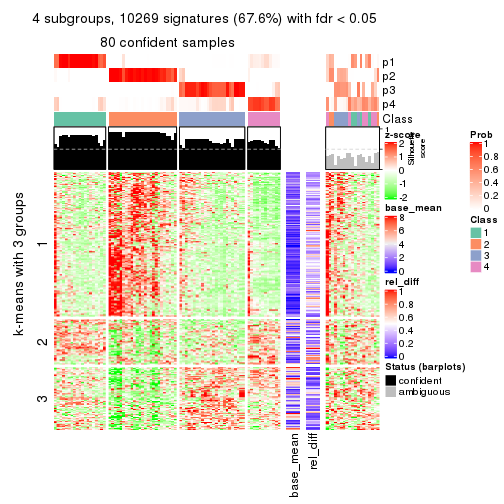 4 subgroups, 10269 signatures (67.6%) with fdr < 0.05
80 confident samples
p1
p2
p3
p4
Class
1
Silhouette
score
k-means with 3 groups
1
2
3
base_mean
rel_diff
z-score
2
1
0
-1
-2
base_mean
8
6
4
2
0
rel_diff
1
0.8
0.6
0.4
0.2
0
Status (barplots)
confident
ambiguous
Prob
1
0.8
0.6
0.4
0.2
0
Class
1
2
3
4